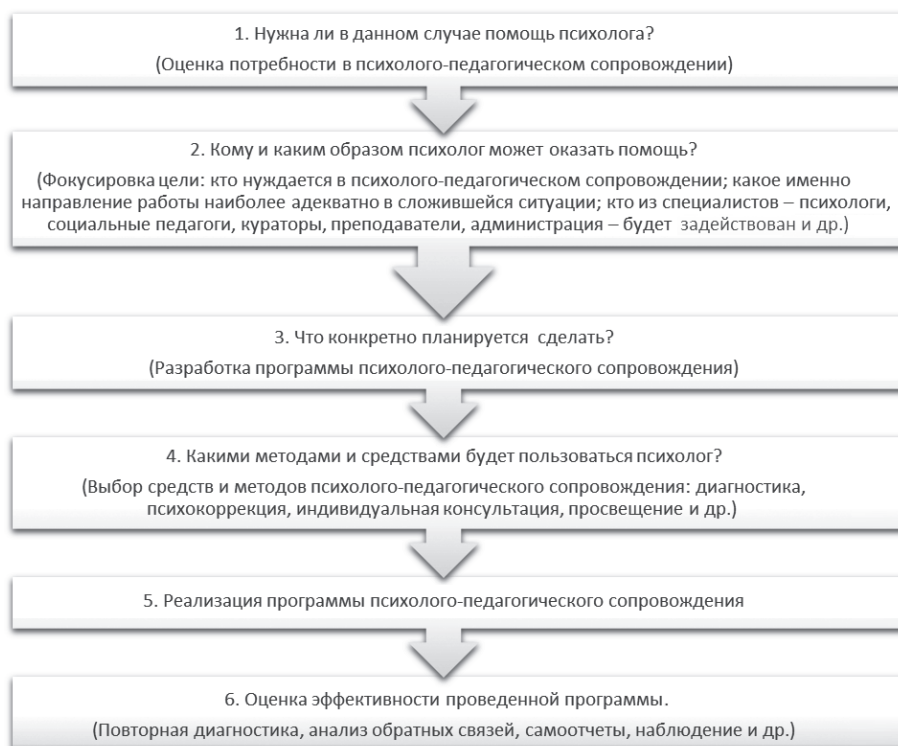 1. Нужна ли в данном случае помощь психолога?
(Оценка потребности в психолого-педагогическом сопровождении)
2. Кому и каким образом психолог может оказать помощь?
(Фокусировка цели: кто нуждается в психолого-педагогическом сопровождении; какое именно
направление работы наиболее адекватно в сложившейся ситуации; кто из специалистов – психологи,
социальные педагоги, кураторы, преподаватели, администрация – будет задействован и др.)
3. Что конкретно планируется сделать?
(Разработка программы психолого-педагогического сопровождения)
4. Какими методами и средствами будет пользоваться психолог?
(Выбор средств и методов психолого-педагогического сопровождения: диагностика,
психокоррекция, индивидуальная консультация, просвещение и др.)
5. Реализация программы психолого-педагогического сопровождения
6. Оценка эффективности проведенной программы.
(Повторная диагностика, анализ обратных связей, самоотчеты, наблюдение и др.)